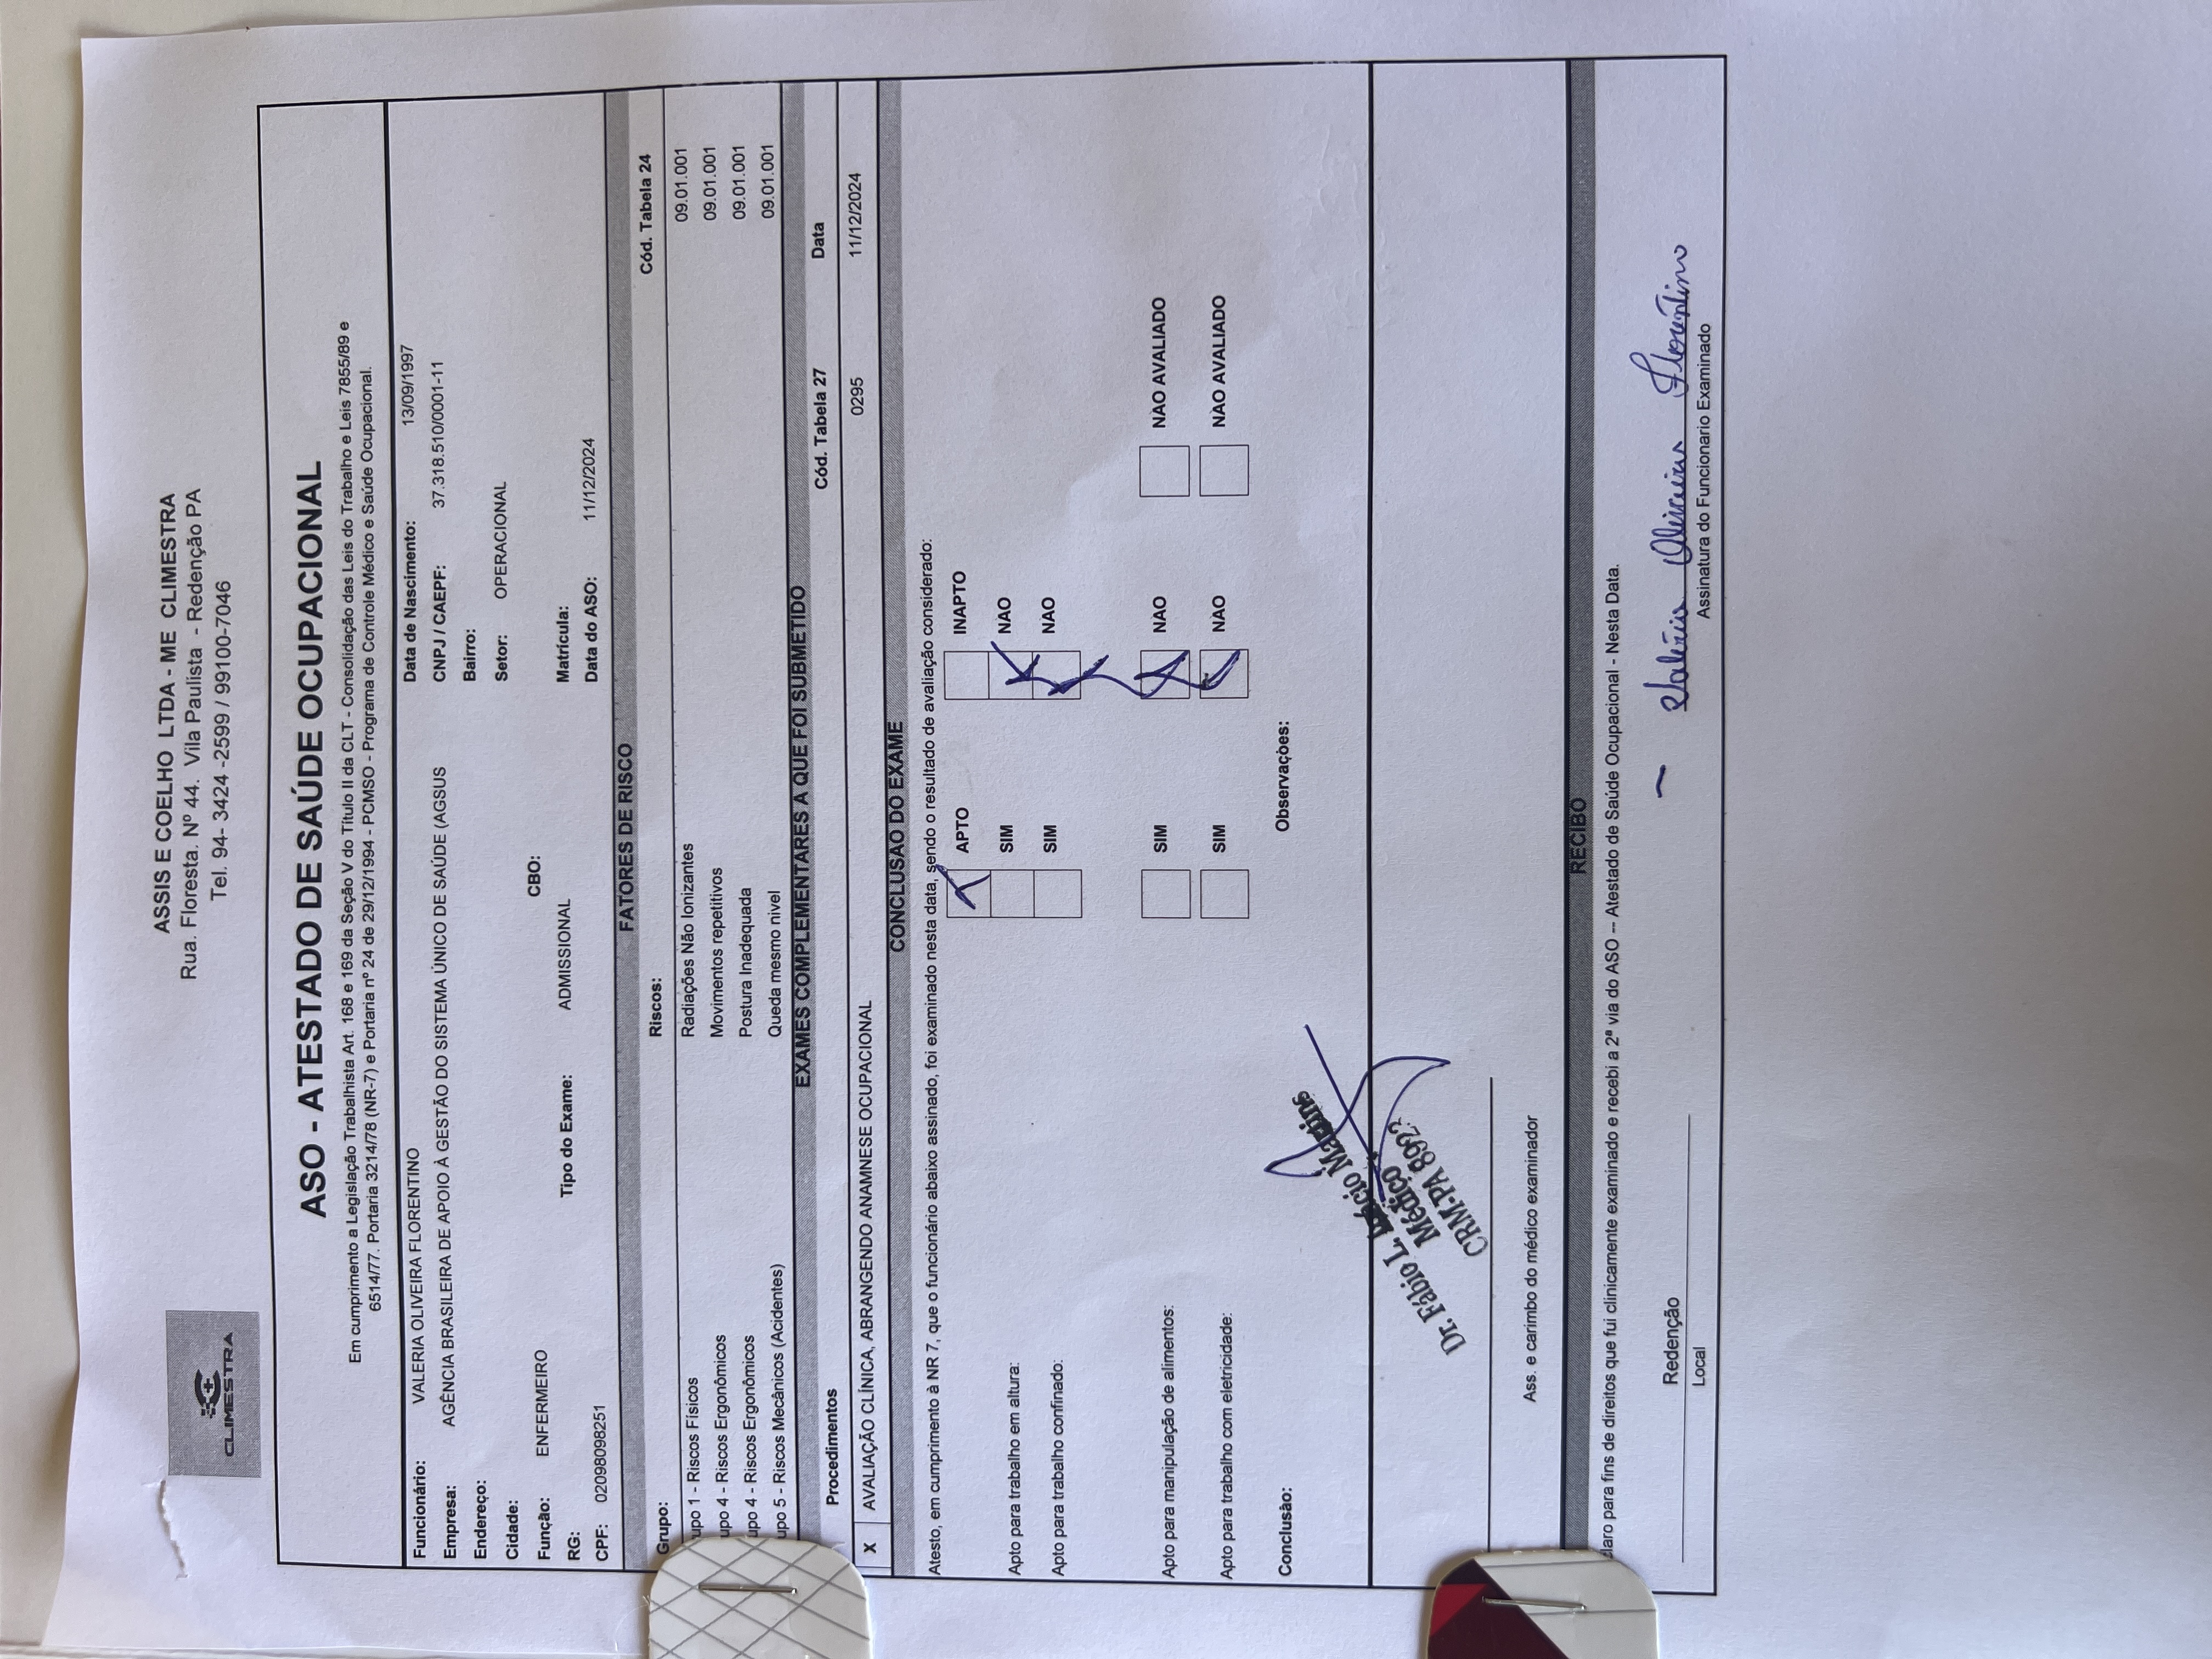 CLIMESTRA
ASSIS E COELHO LTDA - ME CLIMESTRA
Rua. Floresta. Nº 44. Vila Paulista - Redenção PA
Tel. 94- 3424 -2599 / 99100-7046
ASO - ATESTADO DE SAÚDE OCUPACIONAL
Em cumprimento a Legislação Trabalhista Art. 168 e 169 da Seção V do Título II da CLT - Consolidação das Leis do Trabalho e Leis 7855/89 e
6514/77. Portaria 3214/78 (NR-7) e Portaria nº 24 de 29/12/1994 - PCMSO - Programa de Controle Médico e Saúde Ocupacional.
Funcionário: VALERIA OLIVEIRA FLORENTINO Data de Nascimento: 13/09/1997
Empresa: AGÊNCIA BRASILEIRA DE APOIO À GESTÃO DO SISTEMA ÚNICO DE SAÚDE (AGSUS CNPJ / CAEPF: 37.318.510/0001-11
Endereço: Bairro:
Cidade: Setor: OPERACIONAL
Função: ENFERMEIRO CBO:
RG: Tipo do Exame: ADMISSIONAL Matrícula:
CPF: 02098098251 Data do ASO: 11/12/2024
FATORES DE RISCO
Grupo: Riscos: Cód. Tabela 24
upo 1 - Riscos Físicos Radiações Não Ionizantes 09.01.001
upo 4 - Riscos Ergonômicos Movimentos repetitivos 09.01.001
upo 4 - Riscos Ergonômicos Postura Inadequada 09.01.001
upo 5 - Riscos Mecânicos (Acidentes) Queda mesmo nivel 09.01.001
EXAMES COMPLEMENTARES A QUE FOI SUBMETIDO
Procedimentos Cód. Tabela 27 Data
X AVALIAÇÃO CLÍNICA, ABRANGENDO ANAMNESE OCUPACIONAL 0295 11/12/2024
CONCLUSAO DO EXAME
Atesto, em cumprimento à NR 7, que o funcionário abaixo assinado, foi examinado nesta data, sendo o resultado de avaliação considerado:
APTO INAPTO
Apto para trabalho em altura: SIM NAO
Apto para trabalho confinado: SIM NAO
Apto para manipulação de alimentos: SIM NAO NAO AVALIADO
Apto para trabalho com eletricidade: SIM NAO NAO AVALIADO
Conclusào: Observaçòes:
Dr. Fábio L. Inácio Martins
Médico
CRM-PA 8923
Ass. e carimbo do médico examinador
RECIBO
claro para fins de direitos que fui clinicamente examinado e recebi a 2ª via do ASO -- Atestado de Saúde Ocupacional - Nesta Data.
Redenção Valéria Oliveira Florentino
Local Assinatura do Funcionario Examinado